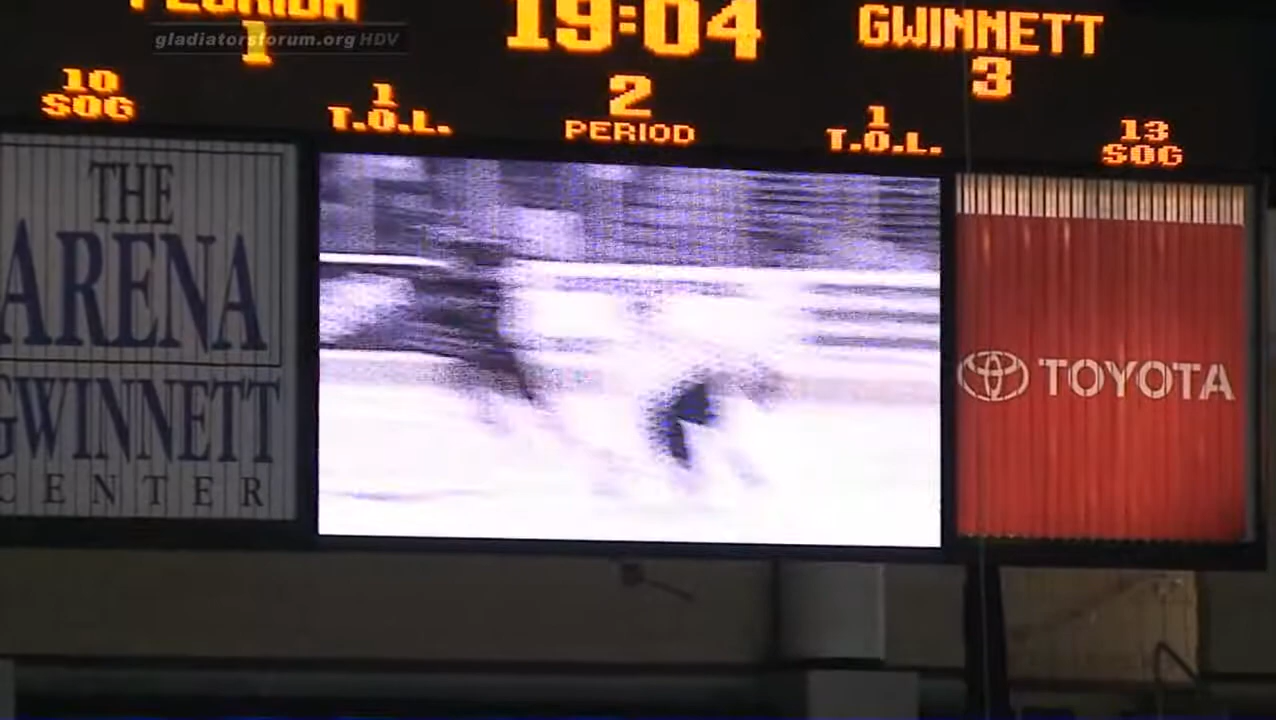 FLORIDA
1
gladiatorsforum.org HDV
19:04
GWINNETT
3
10
SOG
1
T.O.L.
2
PERIOD
1
T.O.L.
13
SOG
THE
ARENA
GWINNETT
CENTER
TOYOTA